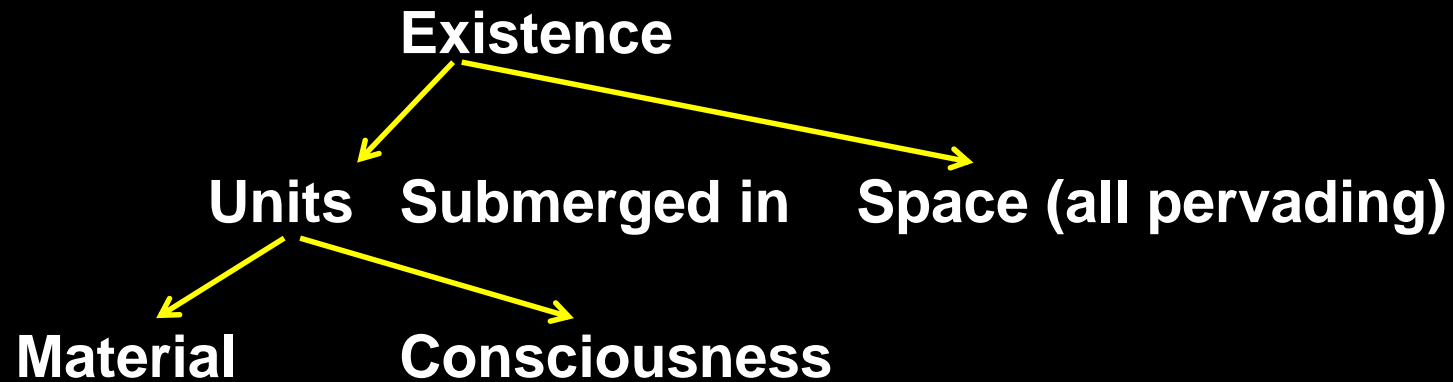 Existence
Units Submerged in Space (all pervading)
Material Consciousness